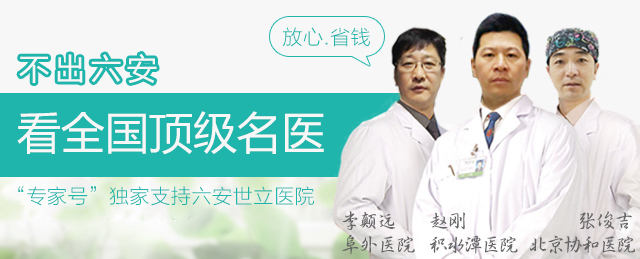 放心.省钱
不出六安
看全国顶级名医
“专家号”独家支持六安世立医院
李颠远 赵刚 张俊吉
阜外医院 积水潭医院 北京协和医院